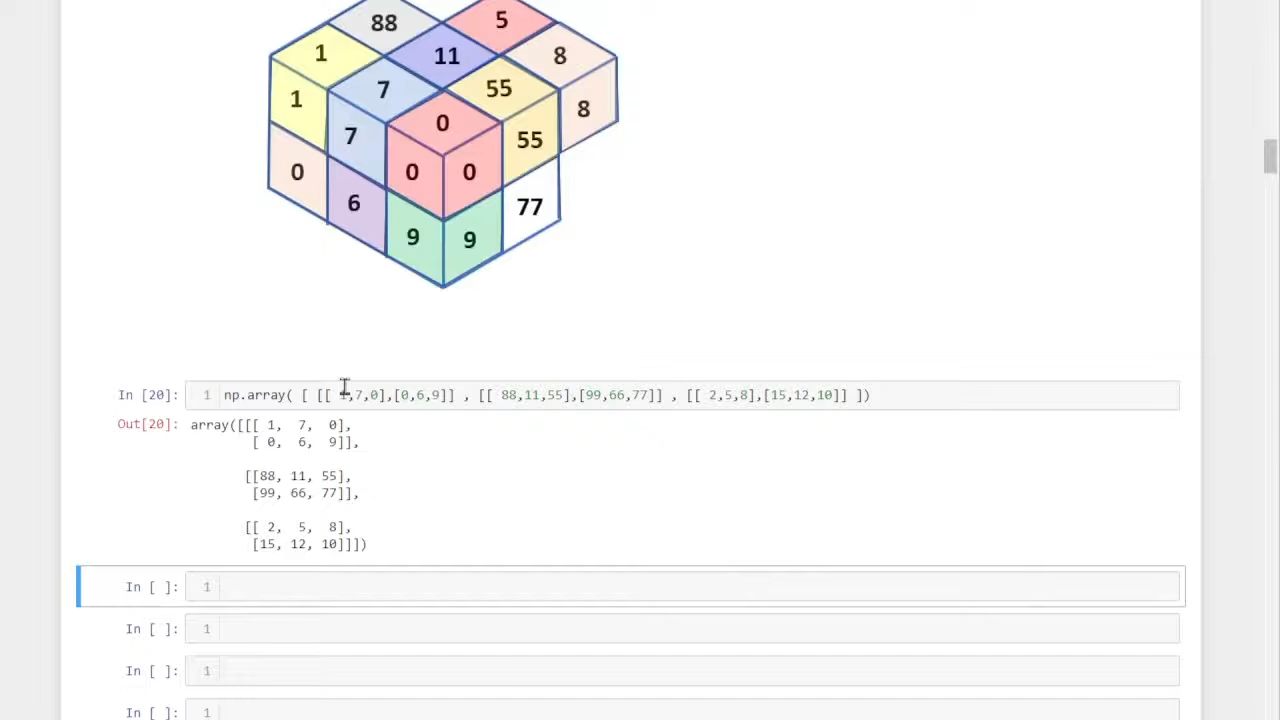 88 5
1 11 8
7 55
1 0 8
7 55
0 0 0
6 77
9 9
In [20]: 1 np.array( [ [[ 1,7,0],[0,6,9]] , [[ 88,11,55],[99,66,77]] , [[ 2,5,8],[15,12,10]] ])
Out[20]: array([[[ 1, 7, 0],
[ 0, 6, 9]],
[[88, 11, 55],
[99, 66, 77]],
[[ 2, 5, 8],
[15, 12, 10]]])
In [ ]: 1
In [ ]: 1
In [ ]: 1
In [ ]: 1